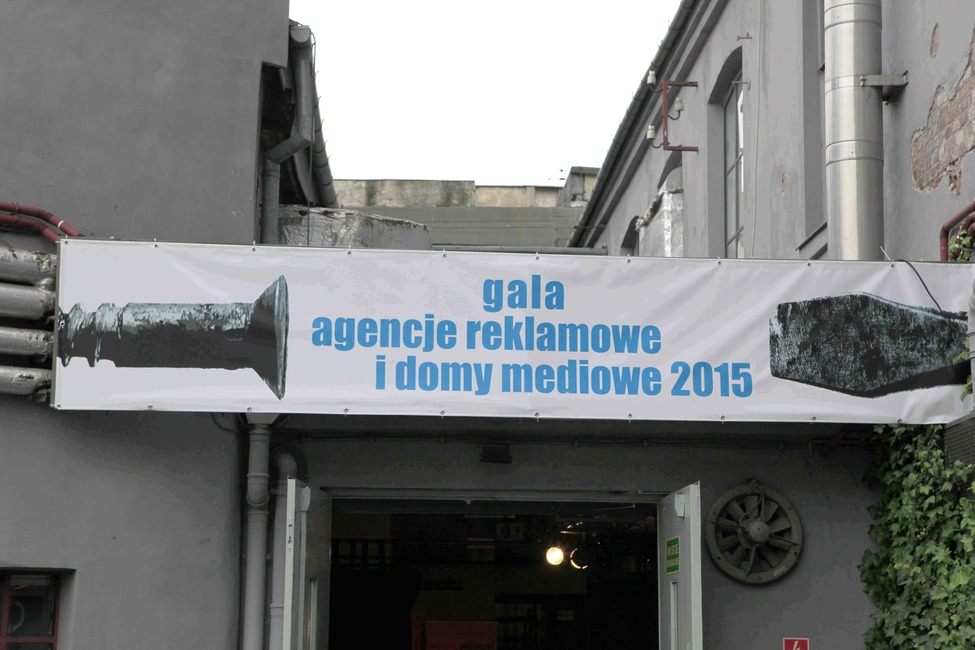 gala
agencje reklamowe
i domy mediowe 2015